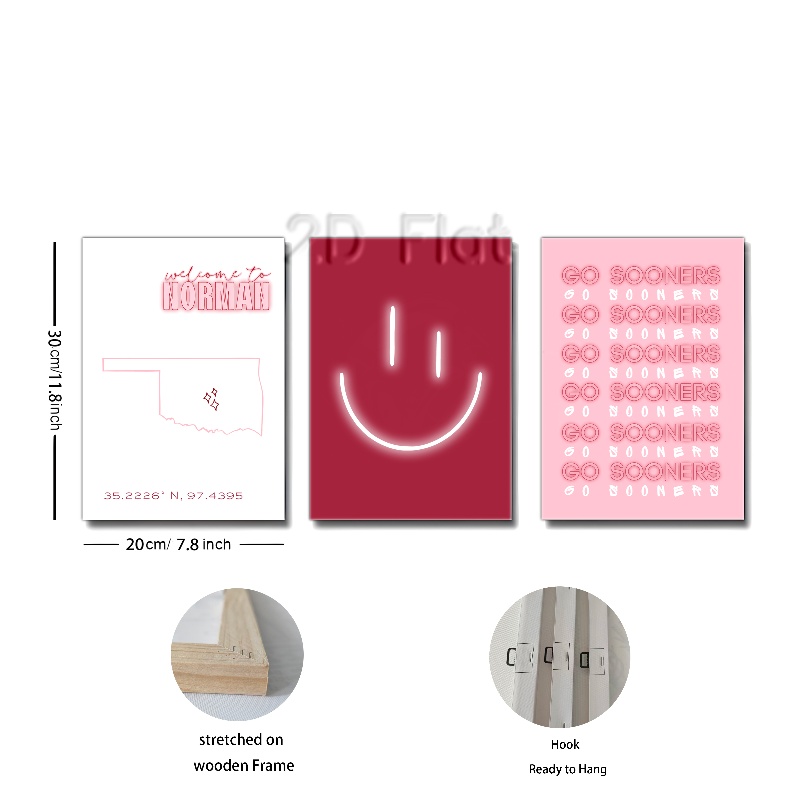 2D Flat
welcome to
NORMAN
35.2226° N, 97.4395
GO SOONERS
GO SOONERS
GO SOONERS
GO SOONERS
GO SOONERS
GO SOONERS
GO SOONERS
GO SOONERS
GO SOONERS
GO SOONERS
GO SOONERS
GO SOONERS
30cm/11.8inch
20cm/ 7.8 inch
stretched on
wooden Frame
Hook
Ready to Hang